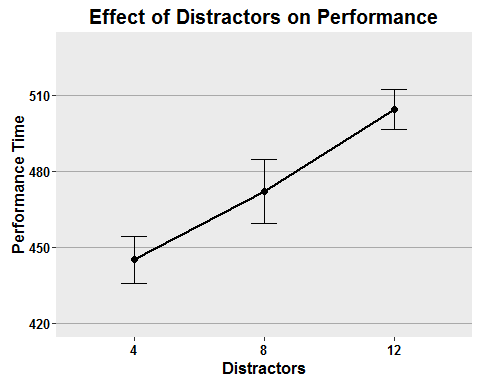 Effect of Distractors on Performance
Performance Time
510
480
450
420
4 8 12
Distractors